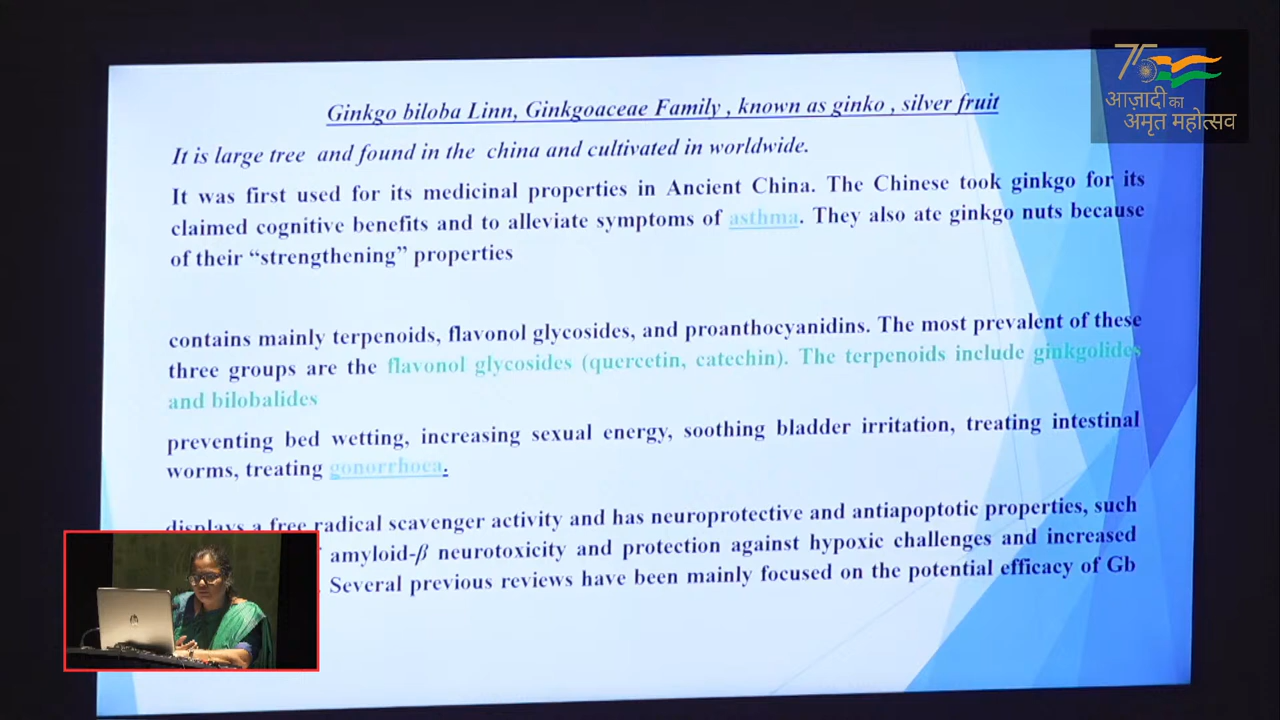 Ginkgo biloba Linn, Ginkgoaceae Family , known as ginko , silver fruit
It is large tree and found in the china and cultivated in worldwide.
It was first used for its medicinal properties in Ancient China. The Chinese took ginkgo for its
claimed cognitive benefits and to alleviate symptoms of asthma. They also ate ginkgo nuts because
of their “strengthening” properties
contains mainly terpenoids, flavonol glycosides, and proanthocyanidins. The most prevalent of these
three groups are the flavonol glycosides (quercetin, catechin). The terpenoids include ginkgolides
and bilobalides
preventing bed wetting, increasing sexual energy, soothing bladder irritation, treating intestinal
worms, treating gonorrhoea.
displays a free radical scavenger activity and has neuroprotective and antiapoptotic properties, such
amyloid-β neurotoxicity and protection against hypoxic challenges and increased
. Several previous reviews have been mainly focused on the potential efficacy of Gb
75
आज़ादी का
अमृत महोत्सव